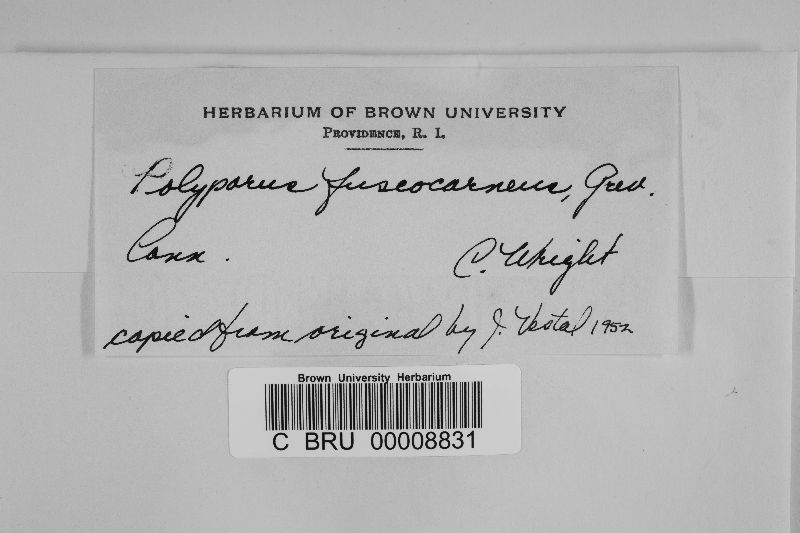 HERBARIUM OF BROWN UNIVERSITY
PROVIDENCE, R. I.
Polyporus fuscocarneus, Grev.
Conn.
C. Wright
copied from original by J. Vestal 1952
Brown University Herbarium
C BRU 00008831